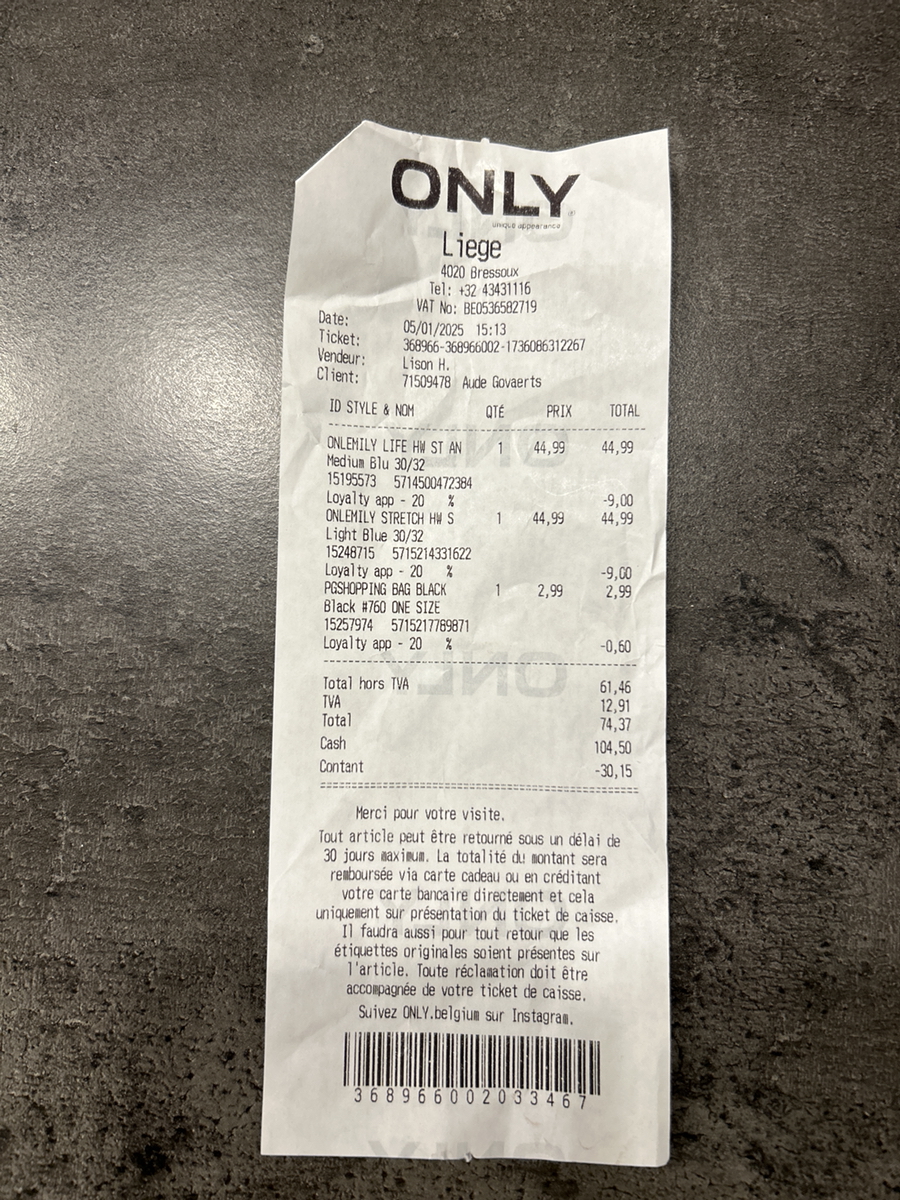 ONLY
unique appearance
Liege
4020 Bressoux
Tel: +32 43431116
VAT No: BE0536582719
Date: 05/01/2025 15:13
Ticket: 368966-368966002-1736086312267
Vendeur: Lison H.
Client: 71509478 Aude Govaerts
ID STYLE & NOM QTÉ PRIX TOTAL
ONLEMILY LIFE HW ST AN 1 44,99 44,99
Medium Blu 30/32
15195573 5714500472384
Loyalty app - 20 % -9,00
ONLEMILY STRETCH HW S 1 44,99 44,99
Light Blue 30/32
15248715 5715214331622
Loyalty app - 20 % -9,00
PGSHOPPING BAG BLACK 1 2,99 2,99
Black #760 ONE SIZE
15257974 5715217789871
Loyalty app - 20 % -0,60
Total hors TVA 61,46
TVA 12,91
Total 74,37
Cash 104,50
Contant -30,15
Merci pour votre visite.
Tout article peut être retourné sous un délai de
30 jours maximum. La totalité du montant sera
remboursée via carte cadeau ou en créditant
votre carte bancaire directement et cela
uniquement sur présentation du ticket de caisse.
Il faudra aussi pour tout retour que les
étiquettes originales soient présentes sur
l'article. Toute réclamation doit être
accompagnée de votre ticket de caisse.
Suivez ONLY.belgium sur Instagram.
368966002033467